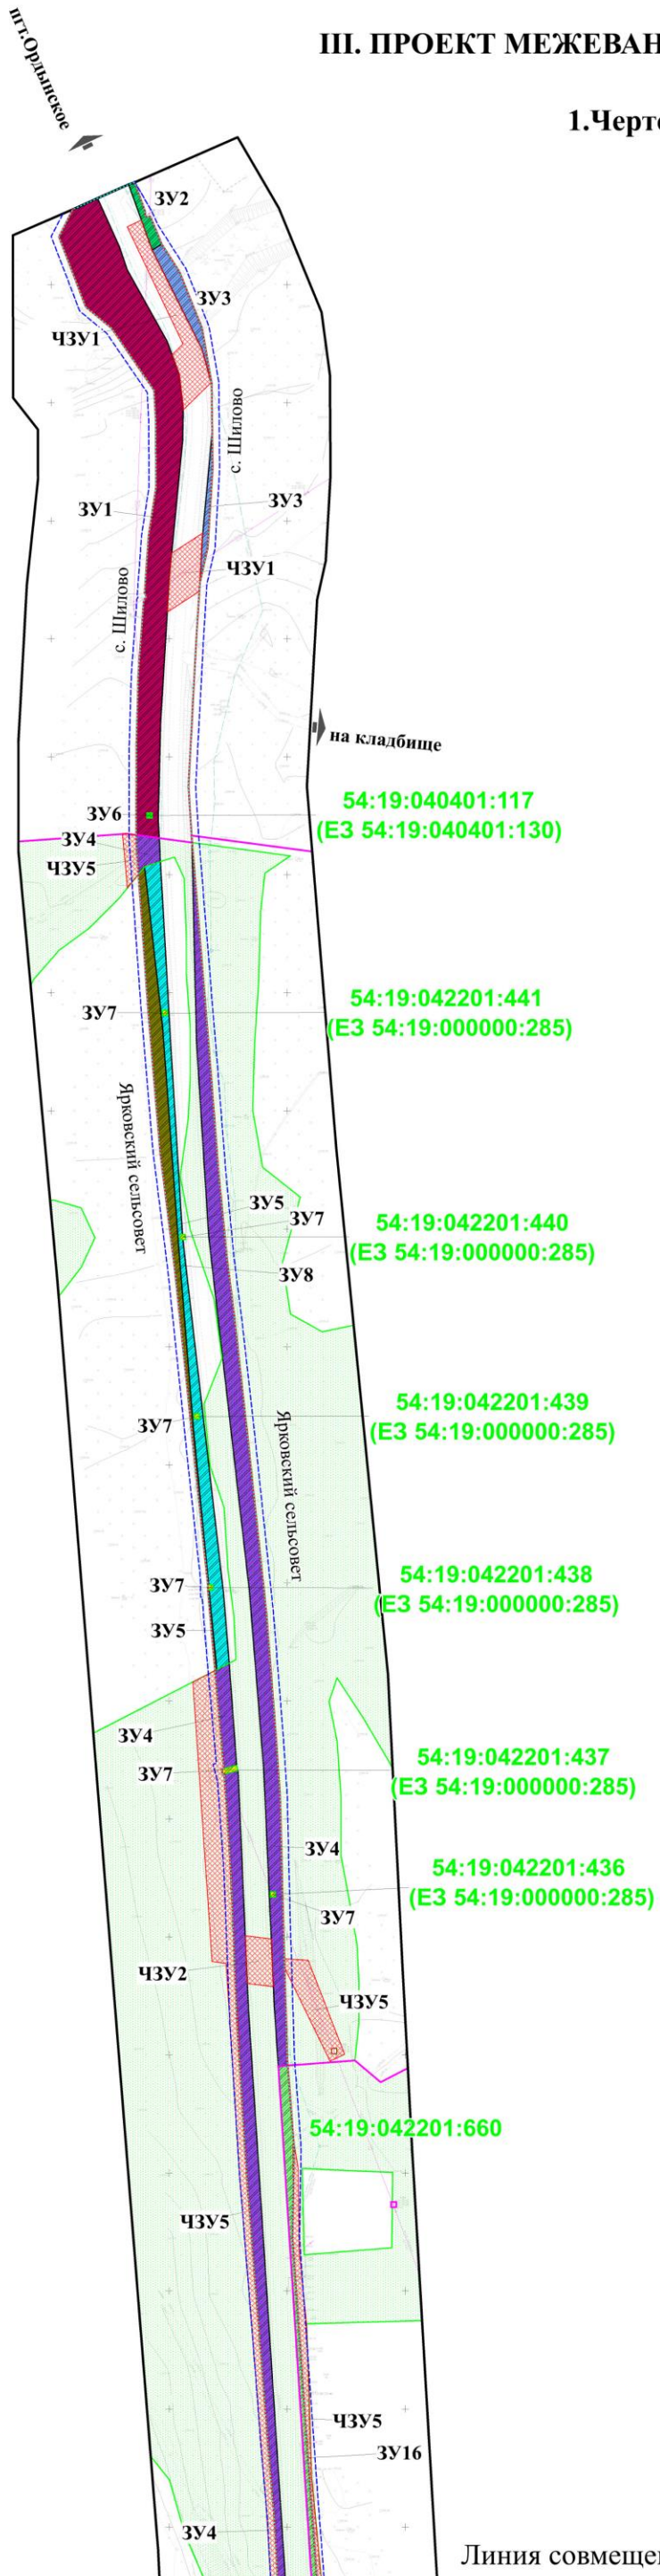 III. ПРОЕКТ МЕЖЕВАН
1.Черте
пгт.Ордынское
ЗУ2
ЗУ3
ЧЗУ1
с. Шилово
ЗУ3
ЗУ1
ЧЗУ1
с. Шилово
на кладбище
54:19:040401:117
(ЕЗ 54:19:040401:130)
ЗУ6
ЗУ4
ЧЗУ5
54:19:042201:441
(ЕЗ 54:19:000000:285)
ЗУ7
Ярковский сельсовет
ЗУ5
ЗУ7
54:19:042201:440
(ЕЗ 54:19:000000:285)
ЗУ8
54:19:042201:439
(ЕЗ 54:19:000000:285)
ЗУ7
Ярковский сельсовет
54:19:042201:438
(ЕЗ 54:19:000000:285)
ЗУ7
ЗУ5
ЗУ4
54:19:042201:437
(ЕЗ 54:19:000000:285)
ЗУ7
ЗУ4
54:19:042201:436
(ЕЗ 54:19:000000:285)
ЗУ7
ЧЗУ2
ЧЗУ5
54:19:042201:660
ЧЗУ5
ЧЗУ5
ЗУ16
ЗУ4
Линия совмеще